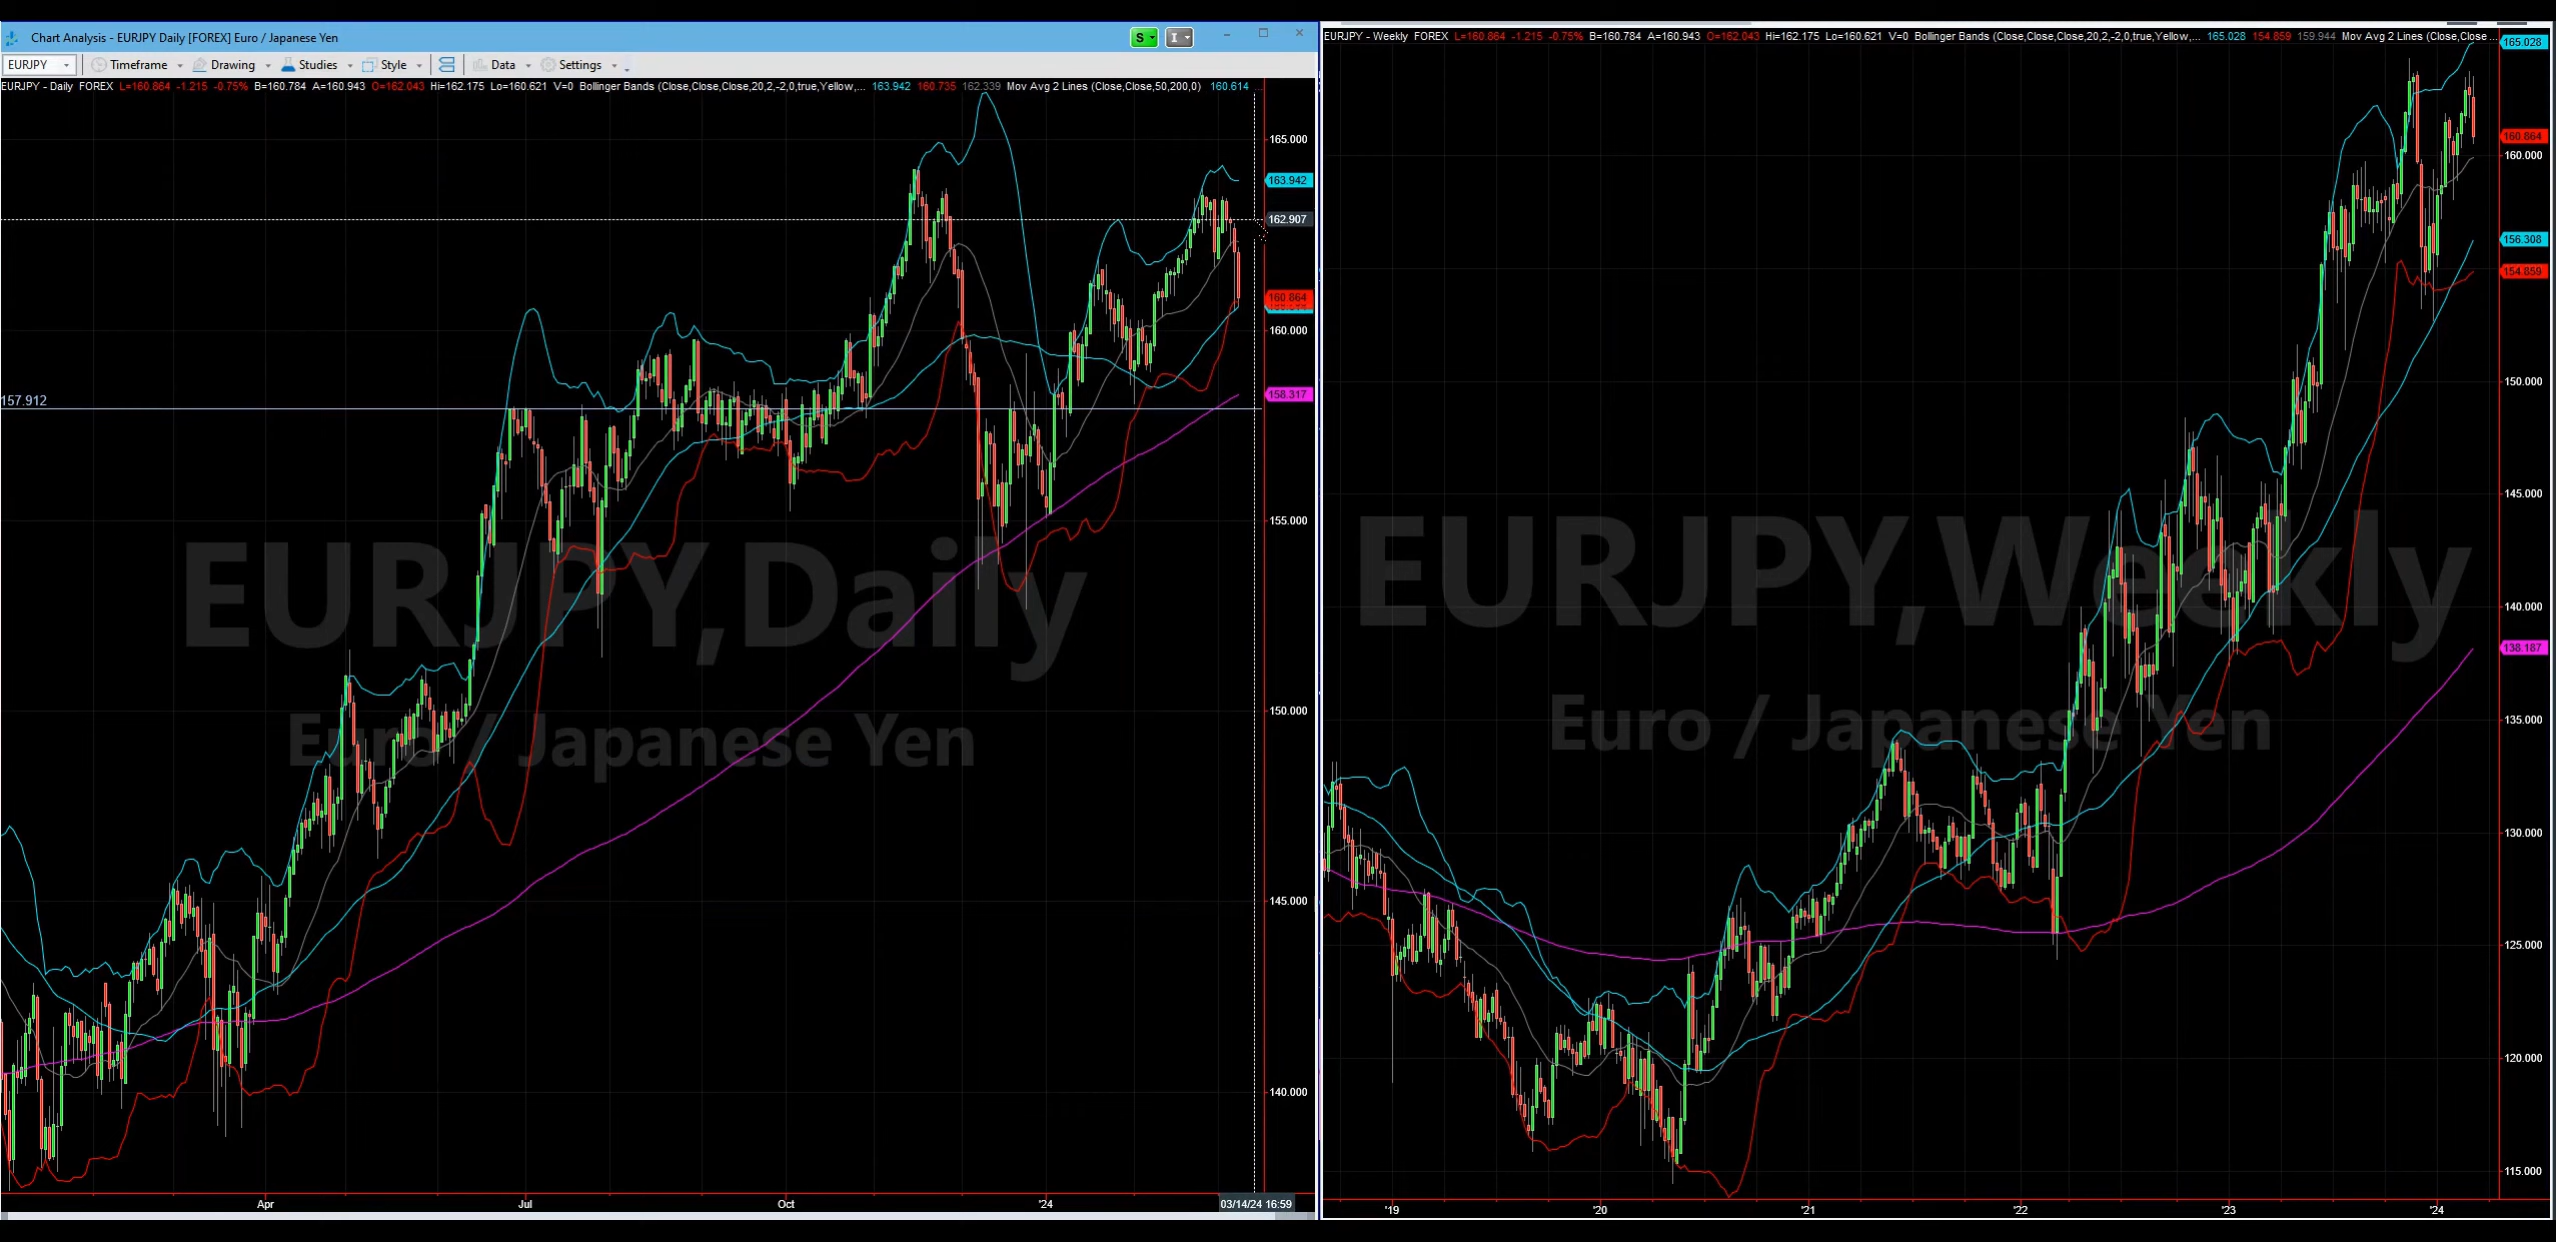 Chart Analysis - EURJPY Daily [FOREX] Euro / Japanese Yen
S
I
EURJPY Timeframe Drawing Studies Style Data Settings
EURJPY - Daily FOREX L=160.864 -1.215 -0.75% B=160.784 A=160.943 O=162.043 Hi=162.175 Lo=160.621 V=0 Bollinger Bands (Close,Close,Close,20,2,-2,0,true,Yellow,... 163.942 160.735 162.339 Mov Avg 2 Lines (Close,Close,50,200,0) 160.614 ...
165.000
163.942
162.907
160.864
160.000
158.317
157.912
155.000
150.000
145.000
140.000
EURJPY,Daily
Euro / Japanese Yen
Apr Jul Oct '24 03/14/24 16:59
EURJPY - Weekly FOREX L=160.864 -1.215 -0.75% B=160.784 A=160.943 O=162.043 Hi=162.175 Lo=160.621 V=0 Bollinger Bands (Close,Close,Close,20,2,-2,0,true,Yellow,... 165.028 154.859 159.944 Mov Avg 2 Lines (Close,Close ...
165.028
160.864
160.000
156.308
154.859
150.000
145.000
140.000
138.187
135.000
130.000
125.000
120.000
115.000
EURJPY,Weekly
Euro / Japanese Yen
'19 '20 '21 '22 '23 '24